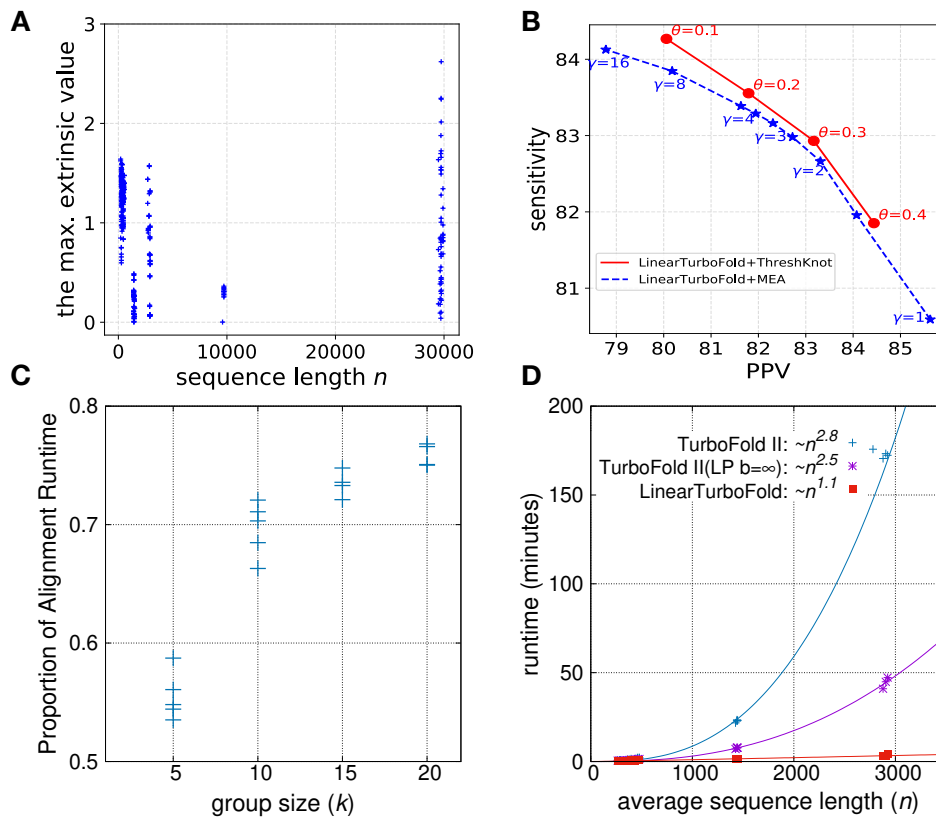 A
the max. extrinsic value
3
2
1
0
0
10000
20000
30000
sequence length n
B
sensitivity
84
83
82
81
θ=0.1
θ=0.2
θ=0.3
θ=0.4
γ=16
γ=8
γ=4
γ=3
γ=2
γ=1
LinearTurboFold+ThreshKnot
LinearTurboFold+MEA
79
80
81
82
83
84
85
PPV
C
Proportion of Alignment Runtime
0.8
0.7
0.6
0.5
5
10
15
20
group size (k)
D
runtime (minutes)
200
150
100
50
0
TurboFold II: ~n^2.8
TurboFold II(LP b=∞): ~n^2.5
LinearTurboFold: ~n^1.1
0
1000
2000
3000
average sequence length (n)